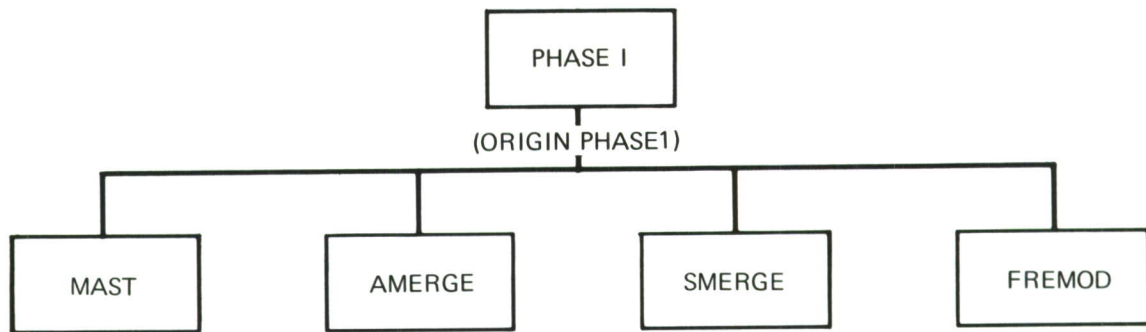 PHASE I
(ORIGIN PHASE1)
MAST
AMERGE
SMERGE
FREMOD